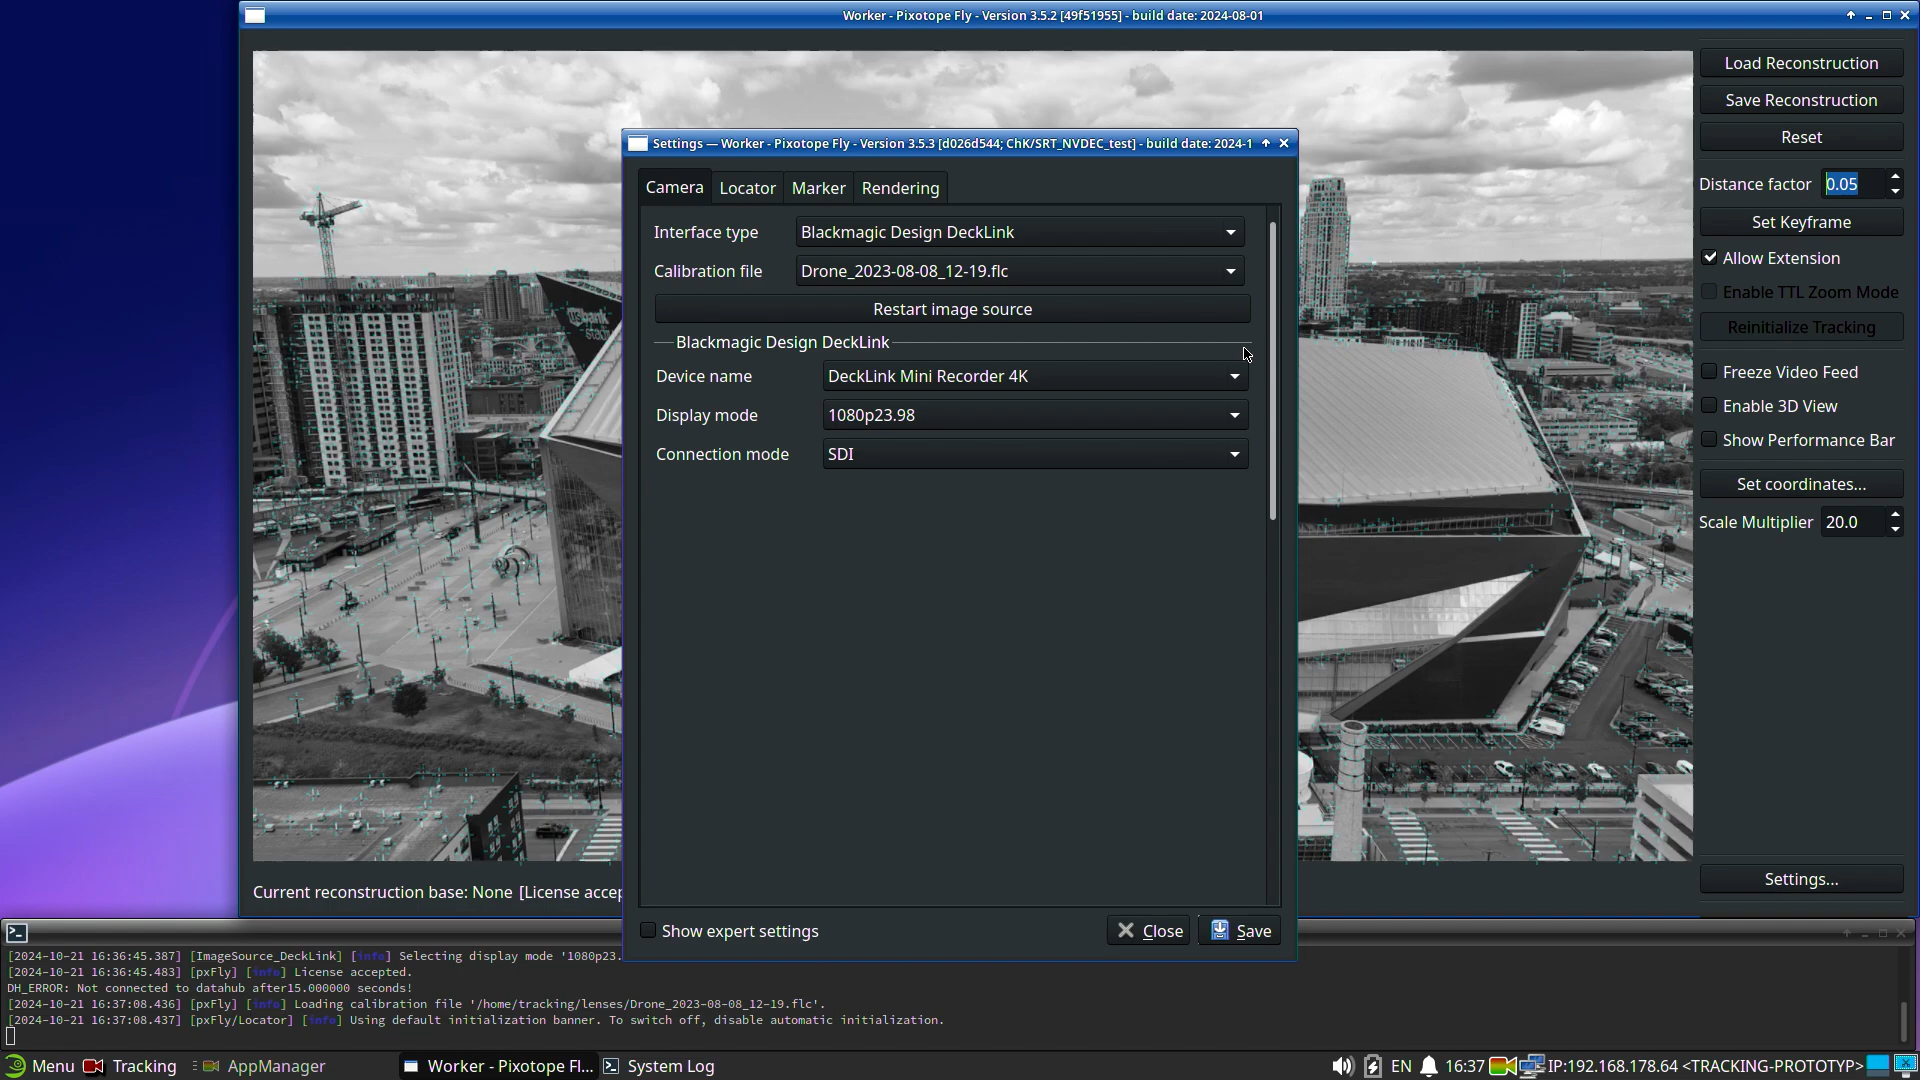 Worker - Pixotope Fly - Version 3.5.2 [49f51955] - build date: 2024-08-01
Load Reconstruction
Save Reconstruction
Reset
Distance factor 0.05
Set Keyframe
Allow Extension
Enable TTL Zoom Mode
Reinitialize Tracking
Freeze Video Feed
Enable 3D View
Show Performance Bar
Set coordinates...
Scale Multiplier 20.0
Settings...
Settings — Worker - Pixotope Fly - Version 3.5.3 [d026d544; ChK/SRT_NVDEC_test] - build date: 2024-1
Camera Locator Marker Rendering
Interface type Blackmagic Design DeckLink
Calibration file Drone_2023-08-08_12-19.flc
Restart image source
Blackmagic Design DeckLink
Device name DeckLink Mini Recorder 4K
Display mode 1080p23.98
Connection mode SDI
Show expert settings Close Save
usbank
Current reconstruction base: None [License accep
[2024-10-21 16:36:45.387] [ImageSource_DeckLink] [info] Selecting display mode '1080p23.
[2024-10-21 16:36:45.483] [pxFly] [info] License accepted.
DH_ERROR: Not connected to datahub after15.000000 seconds!
[2024-10-21 16:37:08.436] [pxFly] [info] Loading calibration file '/home/tracking/lenses/Drone_2023-08-08_12-19.flc'.
[2024-10-21 16:37:08.437] [pxFly/Locator] [info] Using default initialization banner. To switch off, disable automatic initialization.
Menu Tracking AppManager Worker - Pixotope Fl... System Log EN 16:37 IP:192.168.178.64 <TRACKING-PROTOTYP>